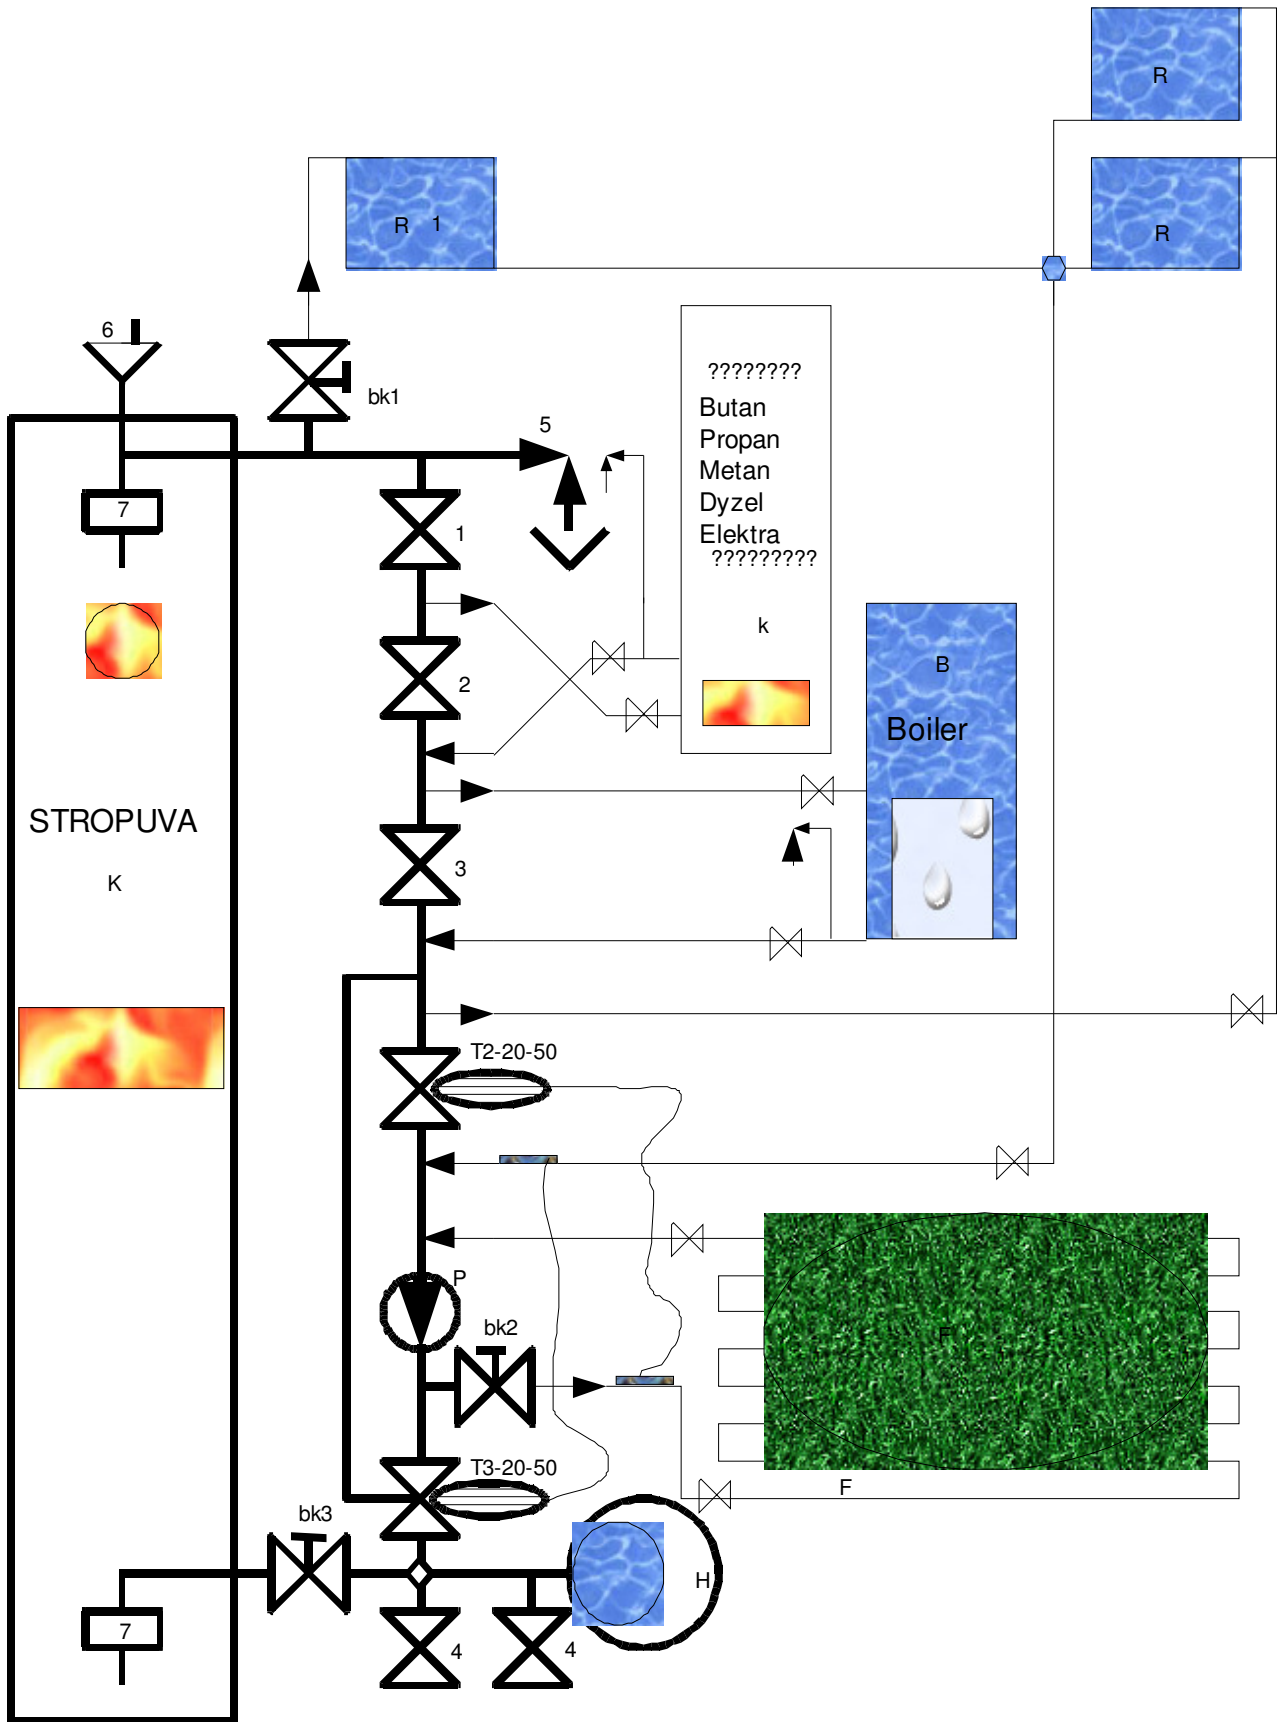 R
R 1
R
6
bk1
5
????????
Butan
Propan
Metan
Dyzel
Elektra
?????????
7
1
k
2
B
Boiler
STROPUVA
K
3
T2-20-50
P
bk2
F
T3-20-50
F
bk3
H
7
4
4